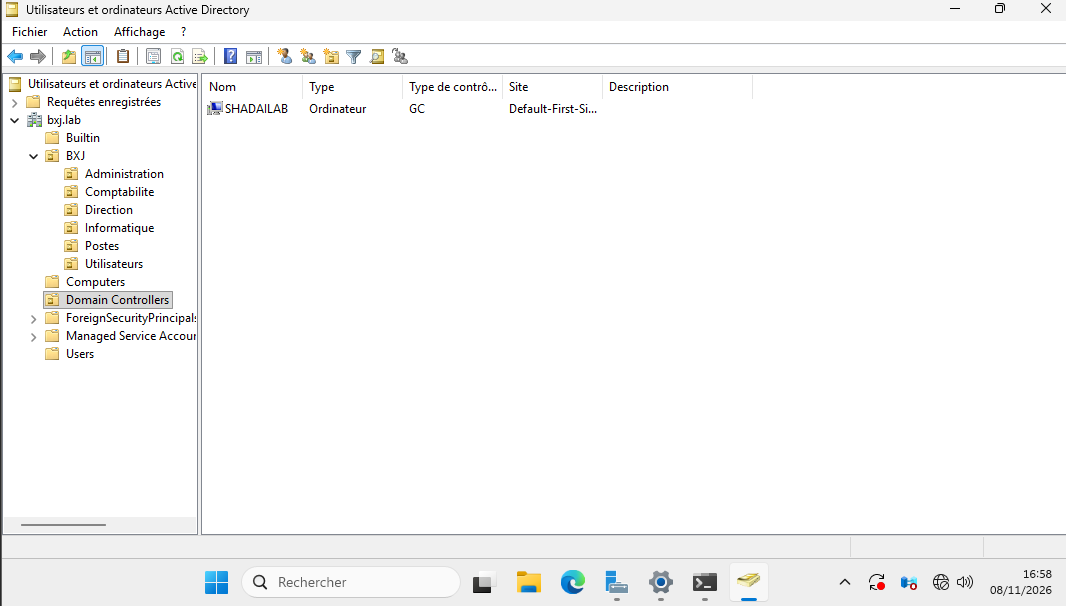 Utilisateurs et ordinateurs Active Directory
Fichier Action Affichage ?
Utilisateurs et ordinateurs Active
Requêtes enregistrées
bxj.lab
Builtin
BXJ
Administration
Comptabilite
Direction
Informatique
Postes
Utilisateurs
Computers
Domain Controllers
ForeignSecurityPrincipals
Managed Service Accour
Users
Nom Type Type de contrô... Site Description
SHADAILAB Ordinateur GC Default-First-Si...
Rechercher
16:58
08/11/2026